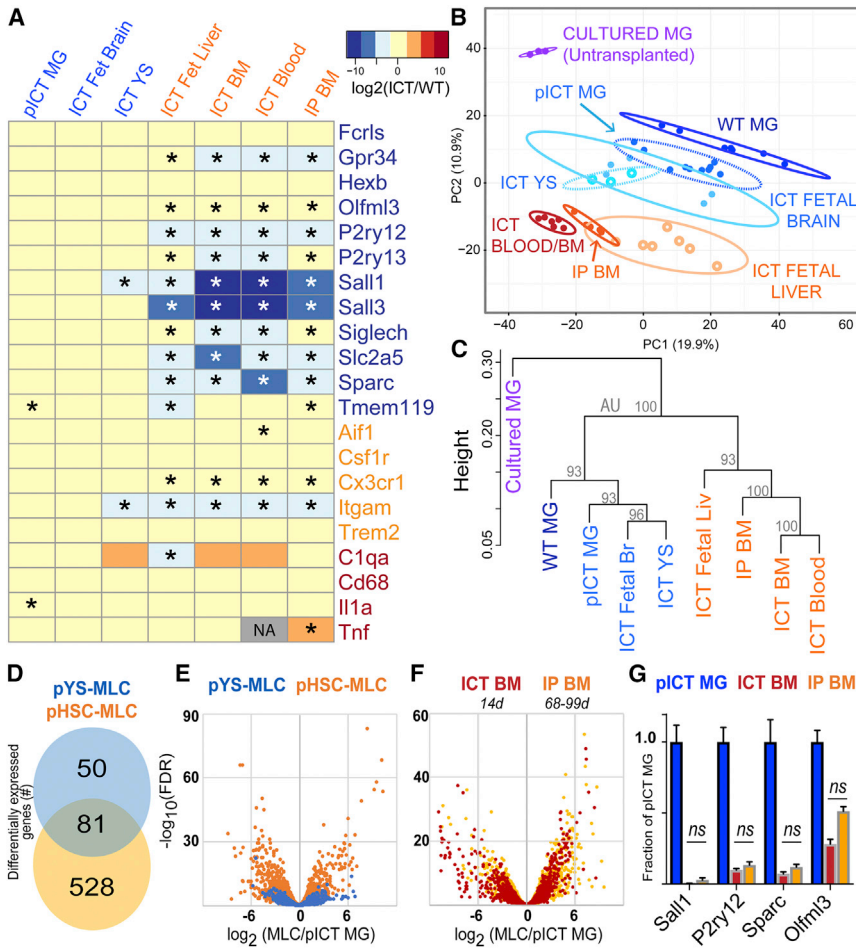 A
pICT MG
ICT Fet Brain
ICT YS
ICT Fet Liver
ICT BM
ICT Blood
IP BM
-10 0 10
log2(ICT/WT)
Fcrls
* * * * Gpr34
Hexb
* * * * Olfml3
* * * * P2ry12
* * * * P2ry13
* * * * * Sall1
* * * * Sall3
* * * * Siglech
* * * * Slc2a5
* * * * Sparc
* * * Tmem119
* Aif1
Csf1r
* * * * Cx3cr1
* * * * * Itgam
Trem2
* C1qa
Cd68
* Il1a
NA * Tnf
B
CULTURED MG
(Untransplanted)
pICT MG
WT MG
ICT YS
ICT FETAL
BRAIN
ICT
BLOOD/BM
IP BM
ICT FETAL
LIVER
PC2 (10.9%)
40
20
0
−20
−40 −20 0 20 40 60
PC1 (19.9%)
C
Height
0.30
0.20
0.05
AU 100
93
93
96
93
100
100
Cultured MG
WT MG
pICT MG
ICT Fetal Br
ICT YS
ICT Fetal Liv
IP BM
ICT BM
ICT Blood
D
pYS-MLC
pHSC-MLC
Differentially expressed
genes (#)
50
81
528
E
pYS-MLC pHSC-MLC
-log10(FDR)
90
60
30
-6 0 6
log2 (MLC/pICT MG)
F
ICT BM IP BM
14d 68-99d
60
40
20
-6 0 6
log2 (MLC/pICT MG)
G
pICT MG ICT BM IP BM
Fraction of pICT MG
1.0
ns ns ns ns
Sall1
P2ry12
Sparc
Olfml3